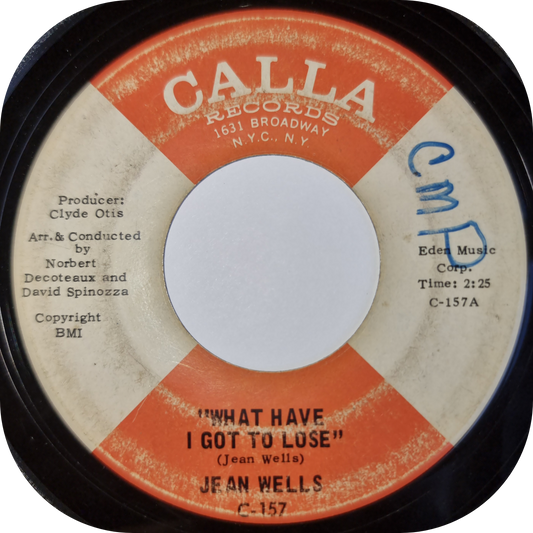 CALLA
RECORDS
1631 BROADWAY
N.Y.C., N.Y
Producer:
Clyde Otis
Arr.& Conducted
by
Norbert
Decoteaux and
David Spinozza
Copyright
BMI
CMP
Eden Music
Corp.
Time: 2:25
C-157A
"WHAT HAVE
I GOT TO LOSE"
(Jean Wells)
JEAN WELLS
C-157